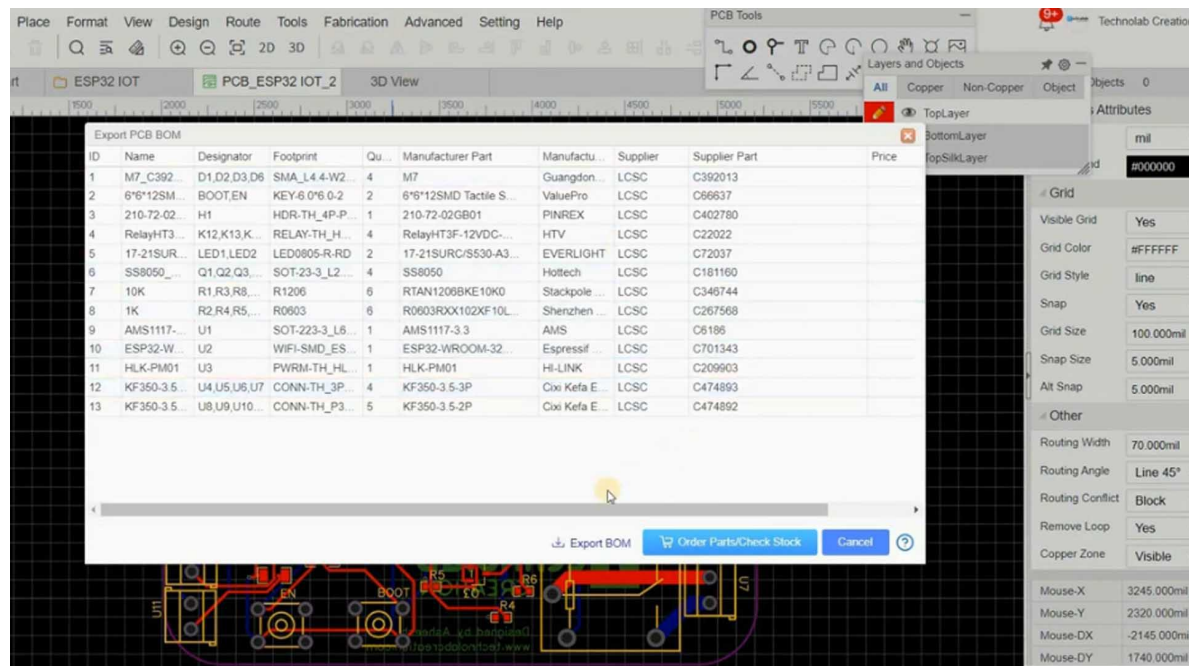 Place Format View Design Route Tools Fabrication Advanced Setting Help
PCB Tools
9+
Technolab Creatio
2D 3D
Layers and Objects
ESP32 IOT
PCB_ESP32 IOT_2
3D View
All Copper Non-Copper Object
Objects 0
1500 2000 2500 3000 3500 4000 4500 5000 5500
TopLayer
Attributes
BottomLayer
mil
TopSilkLayer
#000000
Export PCB BOM
ID Name Designator Footprint Qu... Manufacturer Part Manufactu... Supplier Supplier Part Price
1 M7_C392... D1,D2,D3,D6 SMA_L4.4-W2... 4 M7 Guangdon... LCSC C392013
2 6*6*12SM... BOOT,EN KEY-6.0*6.0-2 2 6*6*12SMD Tactile S... ValuePro LCSC C66637
3 210-72-02... H1 HDR-TH_4P-P... 1 210-72-02GB01 PINREX LCSC C402780
4 RelayHT3... K12,K13,K... RELAY-TH_H... 4 RelayHT3F-12VDC-... HTV LCSC C22022
5 17-21SUR... LED1,LED2 LED0805-R-RD 2 17-21SURC/S530-A3... EVERLIGHT LCSC C72037
6 SS8050_... Q1,Q2,Q3,... SOT-23-3_L2... 4 SS8050 Hottech LCSC C181160
7 10K R1,R3,R8,... R1206 6 RTAN1206BKE10K0 Stackpole ... LCSC C346744
8 1K R2,R4,R5,... R0603 6 R0603RXX102XF10L... Shenzhen ... LCSC C267568
9 AMS1117-... U1 SOT-223-3_L6... 1 AMS1117-3.3 AMS LCSC C6186
10 ESP32-W... U2 WIFI-SMD_ES... 1 ESP32-WROOM-32... Espressif ... LCSC C701343
11 HLK-PM01 U3 PWRM-TH_HL... 1 HLK-PM01 HI-LINK LCSC C209903
12 KF350-3.5... U4,U5,U6,U7 CONN-TH_3P... 4 KF350-3.5-3P Cixi Kefa E... LCSC C474893
13 KF350-3.5... U8,U9,U10... CONN-TH_P3... 5 KF350-3.5-2P Cixi Kefa E... LCSC C474892
Export BOM
Order Parts/Check Stock
Cancel
?
Grid
Visible Grid Yes
Grid Color #FFFFFF
Grid Style line
Snap Yes
Grid Size 100.000mil
Snap Size 5.000mil
Alt Snap 5.000mil
Other
Routing Width 70.000mil
Routing Angle Line 45°
Routing Conflict Block
Remove Loop Yes
Copper Zone Visible
Mouse-X 3245.000mil
Mouse-Y 2320.000mil
Mouse-DX -2145.000mi
Mouse-DY 1740.000mil
U11
EN
BOOT
R5
R6
R4
U7